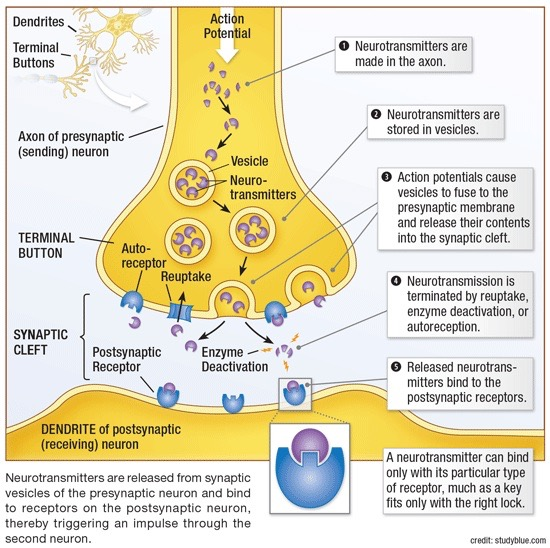 Dendrites
Terminal
Buttons
Action
Potential
❶ Neurotransmitters are
made in the axon.
Axon of presynaptic
(sending) neuron
❷ Neurotransmitters are
stored in vesicles.
Vesicle
Neuro-
transmitters
❸ Action potentials cause
vesicles to fuse to the
presynaptic membrane
and release their contents
into the synaptic cleft.
TERMINAL
BUTTON
Auto-
receptor
Reuptake
❹ Neurotransmission is
terminated by reuptake,
enzyme deactivation, or
autoreception.
SYNAPTIC
CLEFT
Postsynaptic
Receptor
Enzyme
Deactivation
❺ Released neurotrans-
mitters bind to the
postsynaptic receptors.
DENDRITE of postsynaptic
(receiving) neuron
A neurotransmitter can bind
only with its particular type
of receptor, much as a key
fits only with the right lock.
Neurotransmitters are released from synaptic
vesicles of the presynaptic neuron and bind
to receptors on the postsynaptic neuron,
thereby triggering an impulse through the
second neuron.
credit: studyblue.com